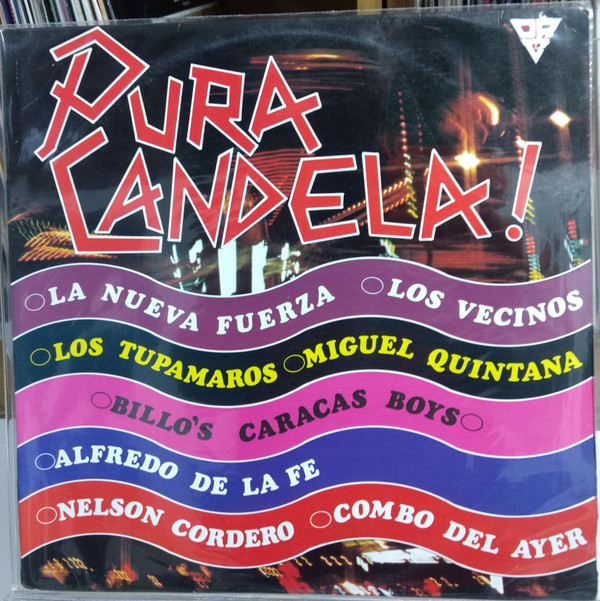 PURA
CANDELA!
LA NUEVA FUERZA LOS VECINOS
LOS TUPAMAROS MIGUEL QUINTANA
BILLO'S CARACAS BOYS
ALFREDO DE LA FE
NELSON CORDERO COMBO DEL AYER